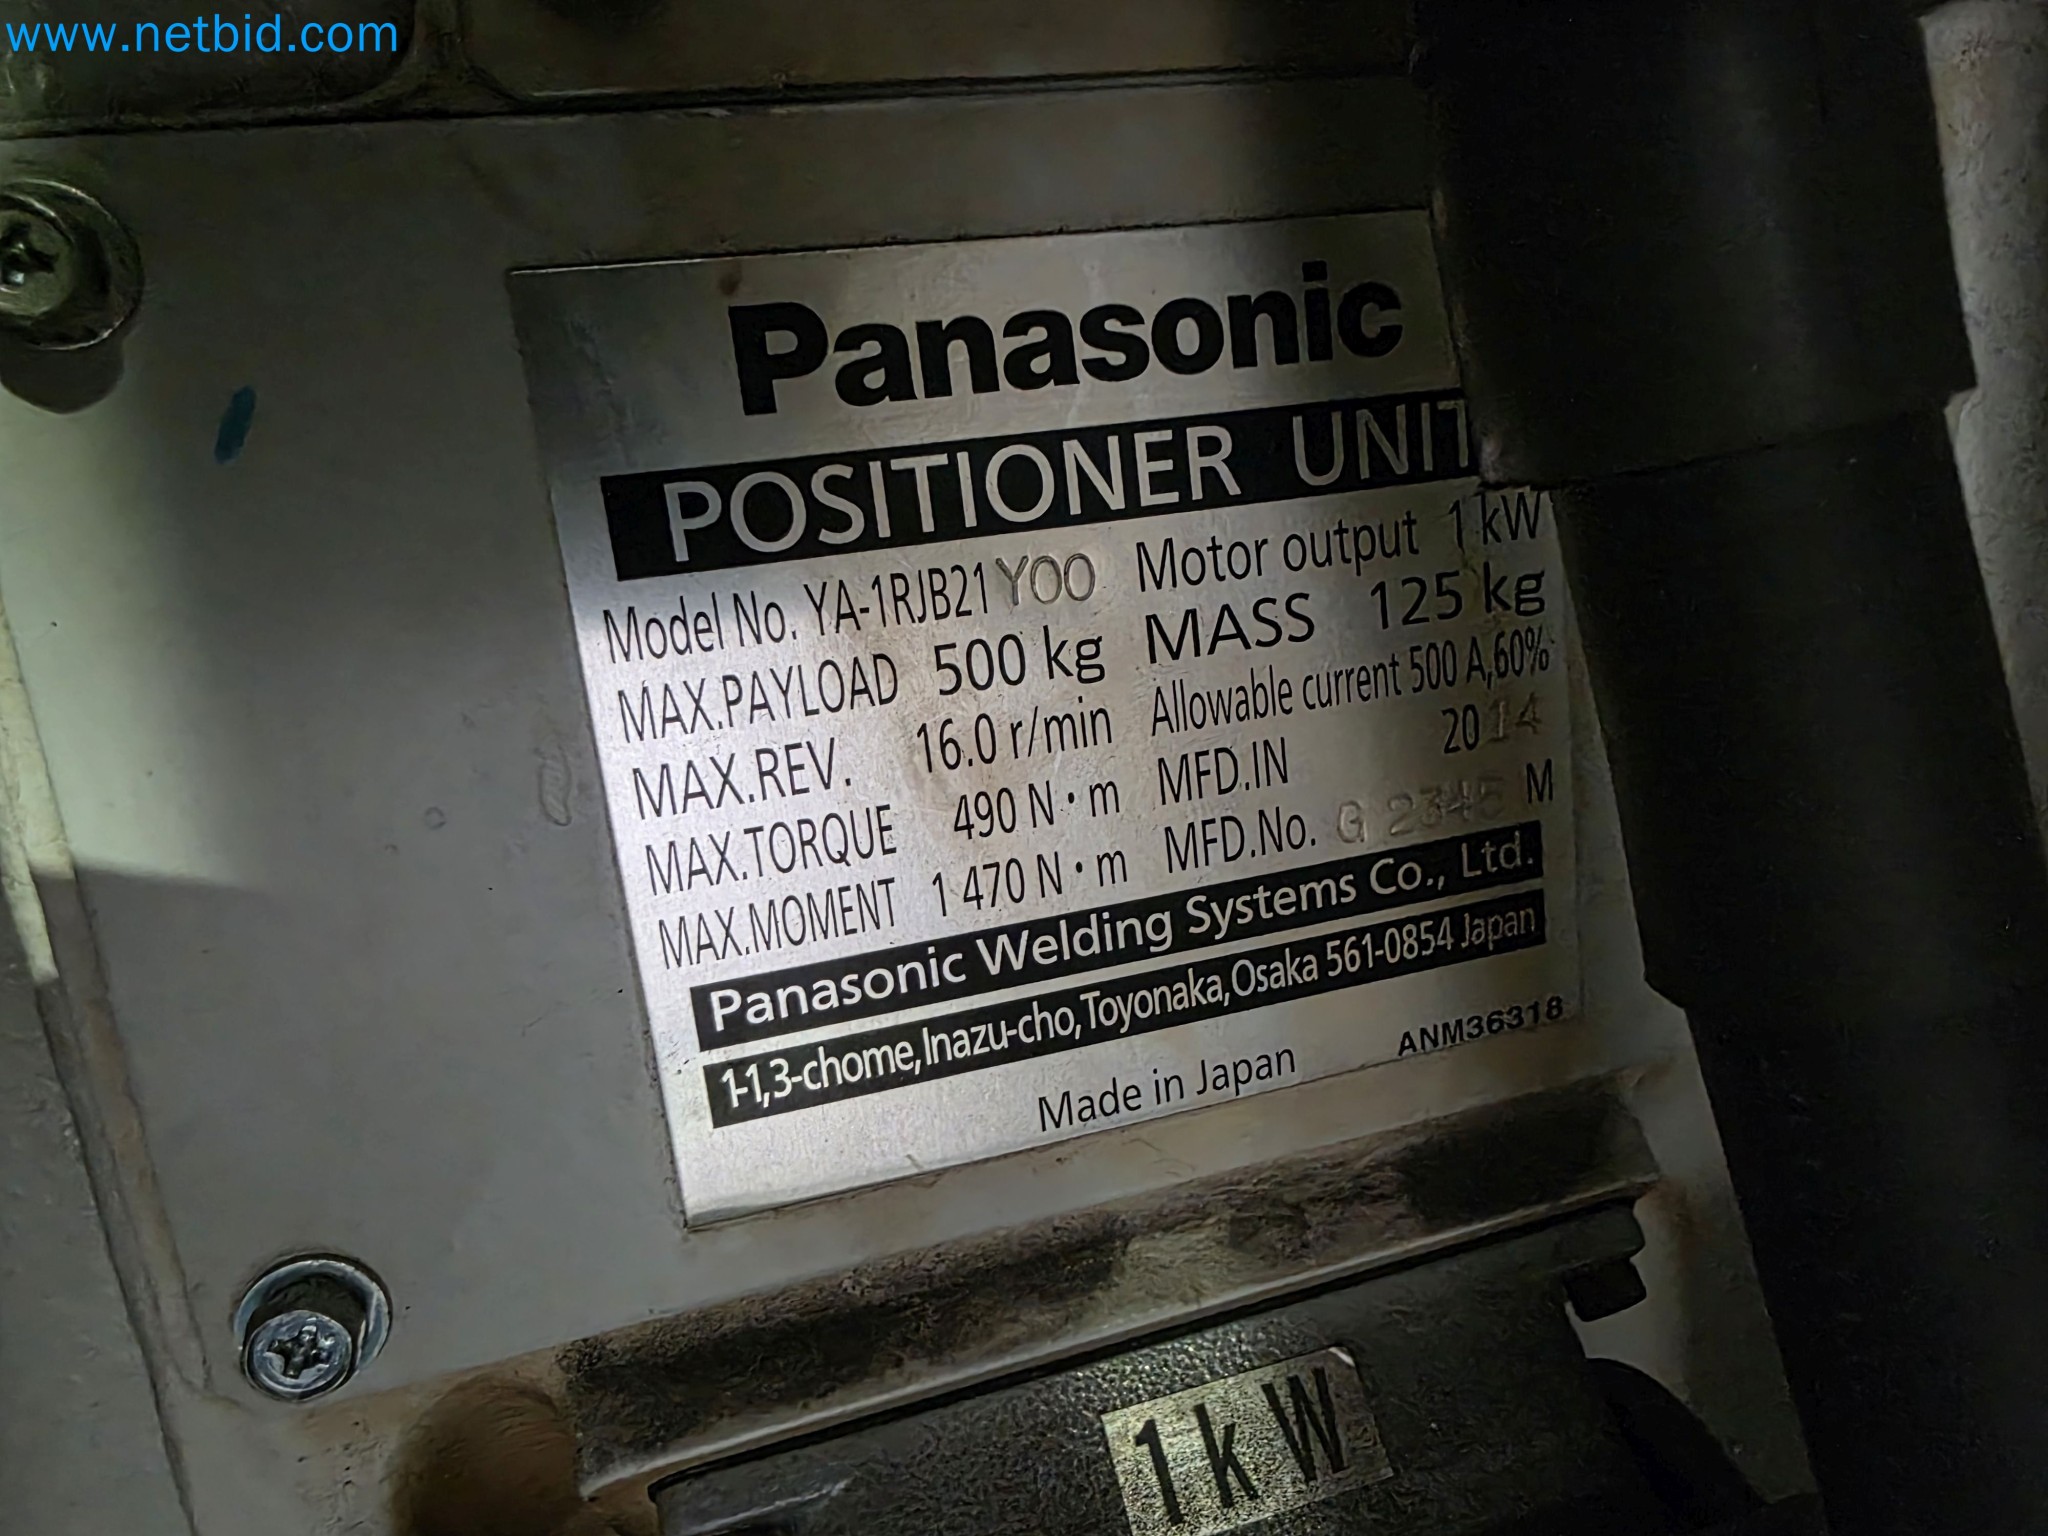 www.netbid.com
Panasonic
POSITIONER UNIT
Model No. YA-1RJB21 Y00 Motor output 1 kW
MAX.PAYLOAD 500 kg MASS 125 kg
MAX.REV. 16.0 r/min Allowable current 500 A,60%
MAX.TORQUE 490 N·m MFD.IN 2014
MAX.MOMENT 1 470 N·m MFD.No. G 2345 M
Panasonic Welding Systems Co., Ltd.
1-1,3-chome,Inazu-cho,Toyonaka,Osaka 561-0854 Japan
Made in Japan ANM36318
1 kW